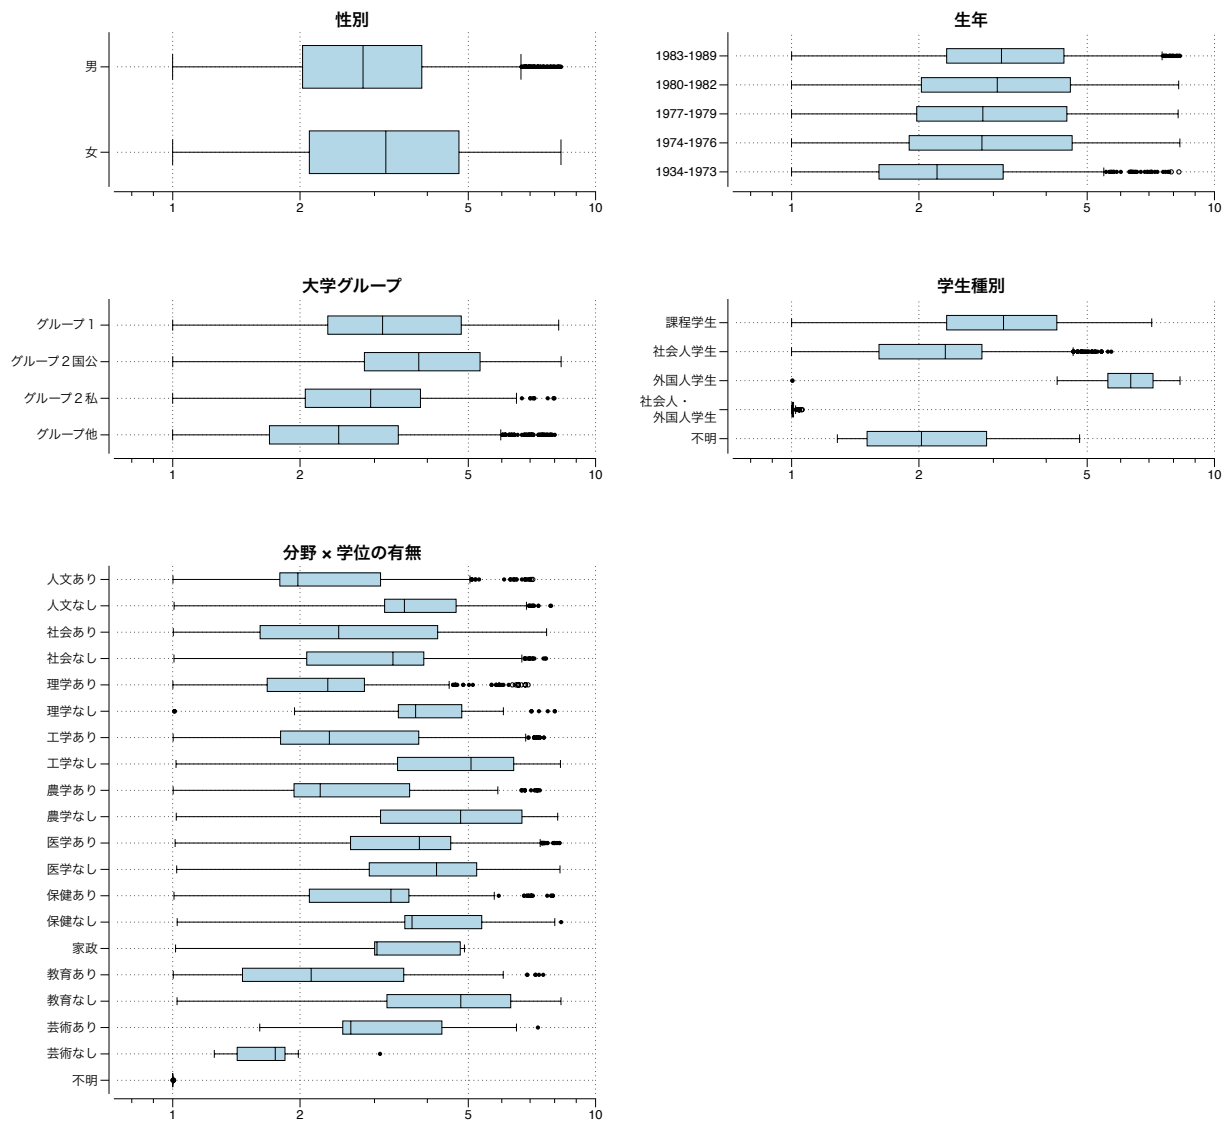 性別
男
女
1 2 5 10
生年
1983-1989
1980-1982
1977-1979
1974-1976
1934-1973
1 2 5 10
大学グループ
グループ１
グループ２国公
グループ２私
グループ他
1 2 5 10
学生種別
課程学生
社会人学生
外国人学生
社会人・
外国人学生
不明
1 2 5 10
分野 × 学位の有無
人文あり
人文なし
社会あり
社会なし
理学あり
理学なし
工学あり
工学なし
農学あり
農学なし
医学あり
医学なし
保健あり
保健なし
家政
教育あり
教育なし
芸術あり
芸術なし
不明
1 2 5 10